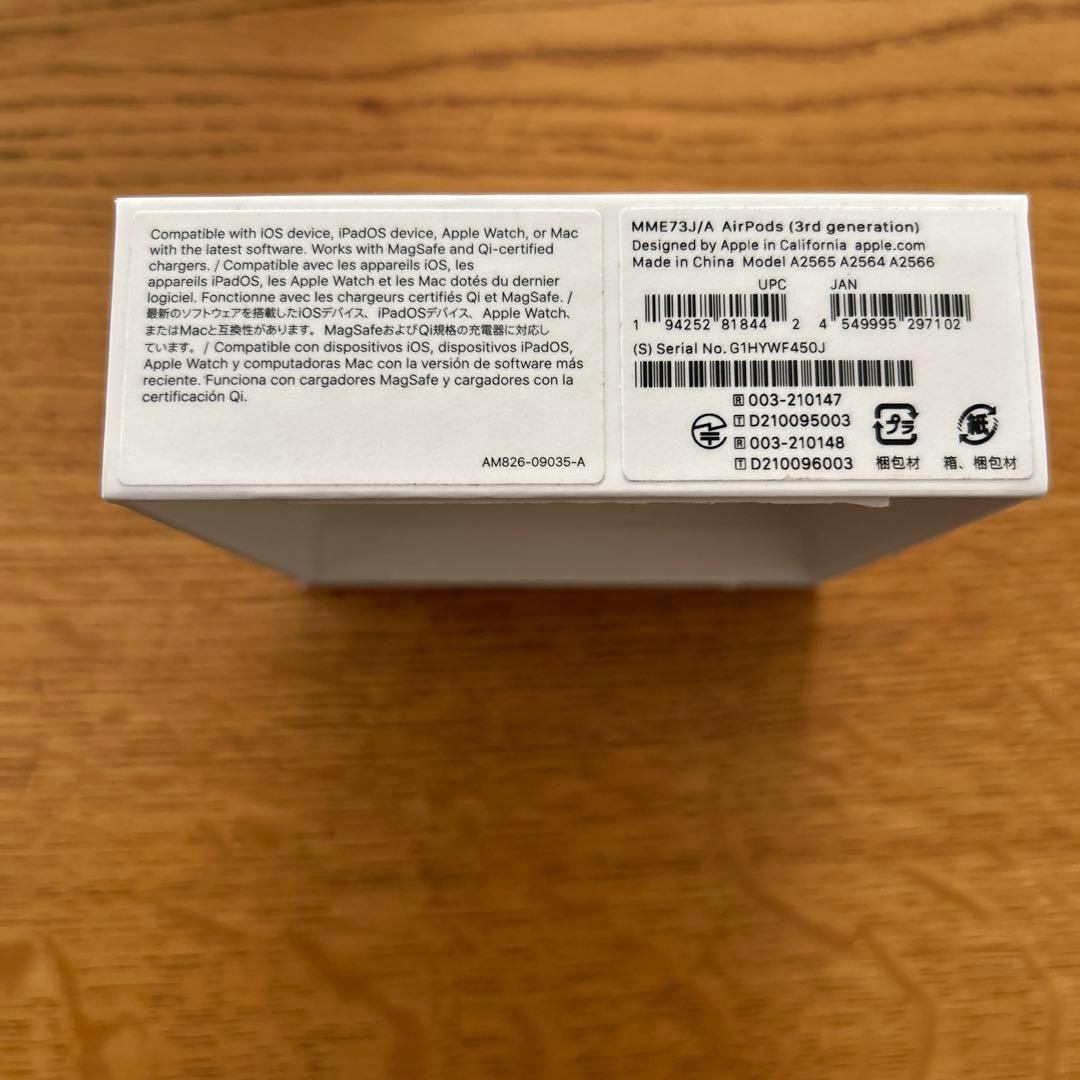 Compatible with iOS device, iPadOS device, Apple Watch, or Mac
with the latest software. Works with MagSafe and Qi-certified
chargers. / Compatible avec les appareils iOS, les
appareils iPadOS, les Apple Watch et les Mac dotés du dernier
logiciel. Fonctionne avec les chargeurs certifiés Qi et MagSafe. /
最新のソフトウェアを搭載したiOSデバイス、iPadOSデバイス、Apple Watch、
またはMacと互換性があります。MagSafeおよびQi規格の充電器に対応し
ています。/ Compatible con dispositivos iOS, dispositivos iPadOS,
Apple Watch y computadoras Mac con la versión de software más
reciente. Funciona con cargadores MagSafe y cargadores con la
certificación Qi.
AM826-09035-A
MME73J/A AirPods (3rd generation)
Designed by Apple in California apple.com
Made in China Model A2565 A2564 A2566
UPC JAN
1 94252 81844 2 4 549995 297102
(S) Serial No. G1HYWF450J
R 003-210147
T D210095003
R 003-210148
T D210096003
プラ 紙
梱包材 箱、梱包材